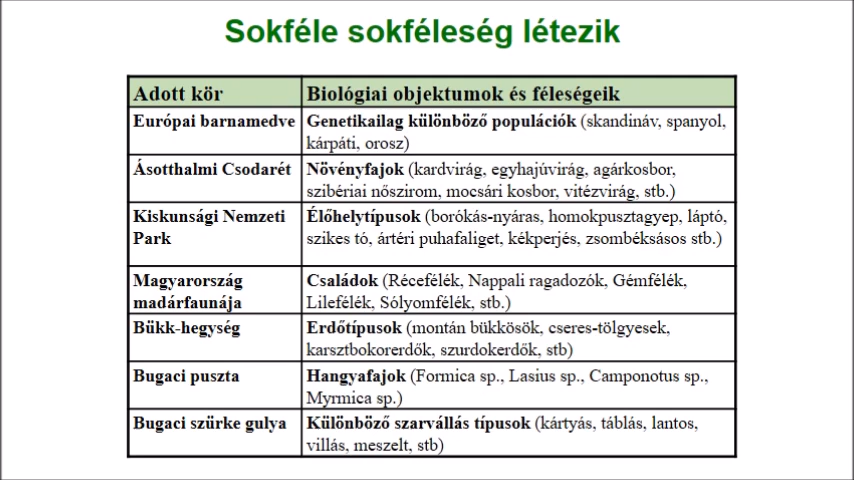 Sokféle sokféleség létezik
Adott kör
Biológiai objektumok és féleségeik
Európai barnamedve
Genetikailag különböző populációk (skandináv, spanyol,
kárpáti, orosz)
Ásotthalmi Csodarét
Növényfajok (kardvirág, egyhajúvirág, agárkosbor,
szibériai nőszirom, mocsári kosbor, vitézvirág, stb.)
Kiskunsági Nemzeti
Park
Élőhelytípusok (borókás-nyáras, homokpusztagyep, láptó,
szikes tó, ártéri puhafaliget, kékperjés, zsombéksásos stb.)
Magyarország
madárfaunája
Családok (Récefélék, Nappali ragadozók, Gémfélék,
Lilefélék, Sólyomfélék, stb.)
Bükk-hegység
Erdőtípusok (montán bükkösök, cseres-tölgyesek,
karsztbokorerdők, szurdokerdők, stb)
Bugaci puszta
Hangyafajok (Formica sp., Lasius sp., Camponotus sp.,
Myrmica sp.)
Bugaci szürke gulya
Különböző szarvállás típusok (kártyás, táblás, lantos,
villás, meszelt, stb)